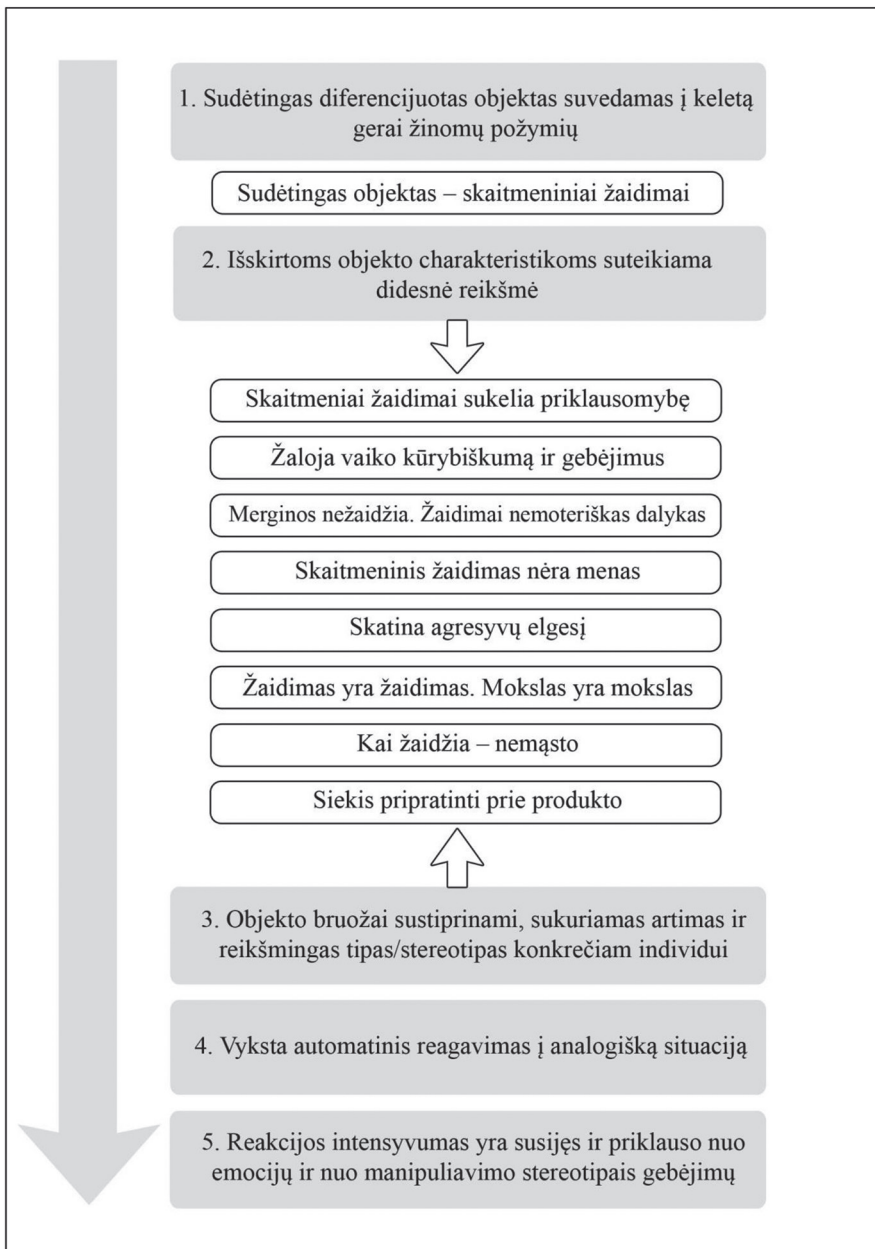 1. Sudėtingas diferencijuotas objektas suvedamas į keletą
gerai žinomų požymių
Sudėtingas objektas – skaitmeniniai žaidimai
2. Išskirtoms objekto charakteristikoms suteikiama
didesnė reikšmė
Skaitmeniai žaidimai sukelia priklausomybę
Žaloja vaiko kūrybiškumą ir gebėjimus
Merginos nežaidžia. Žaidimai nemoteriškas dalykas
Skaitmeninis žaidimas nėra menas
Skatina agresyvų elgesį
Žaidimas yra žaidimas. Mokslas yra mokslas
Kai žaidžia – nemąsto
Siekis pripratinti prie produkto
3. Objekto bruožai sustiprinami, sukuriamas artimas ir
reikšmingas tipas/stereotipas konkrečiam individui
4. Vyksta automatinis reagavimas į analogišką situaciją
5. Reakcijos intensyvumas yra susijęs ir priklauso nuo
emocijų ir nuo manipuliavimo stereotipais gebėjimų